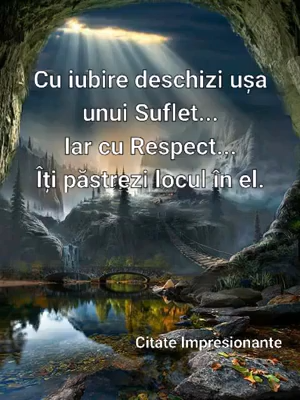 Cu iubire deschizi ușa
unui Suflet...
Iar cu Respect...
Îți păstrezi locul în el.
Citate Impresionante